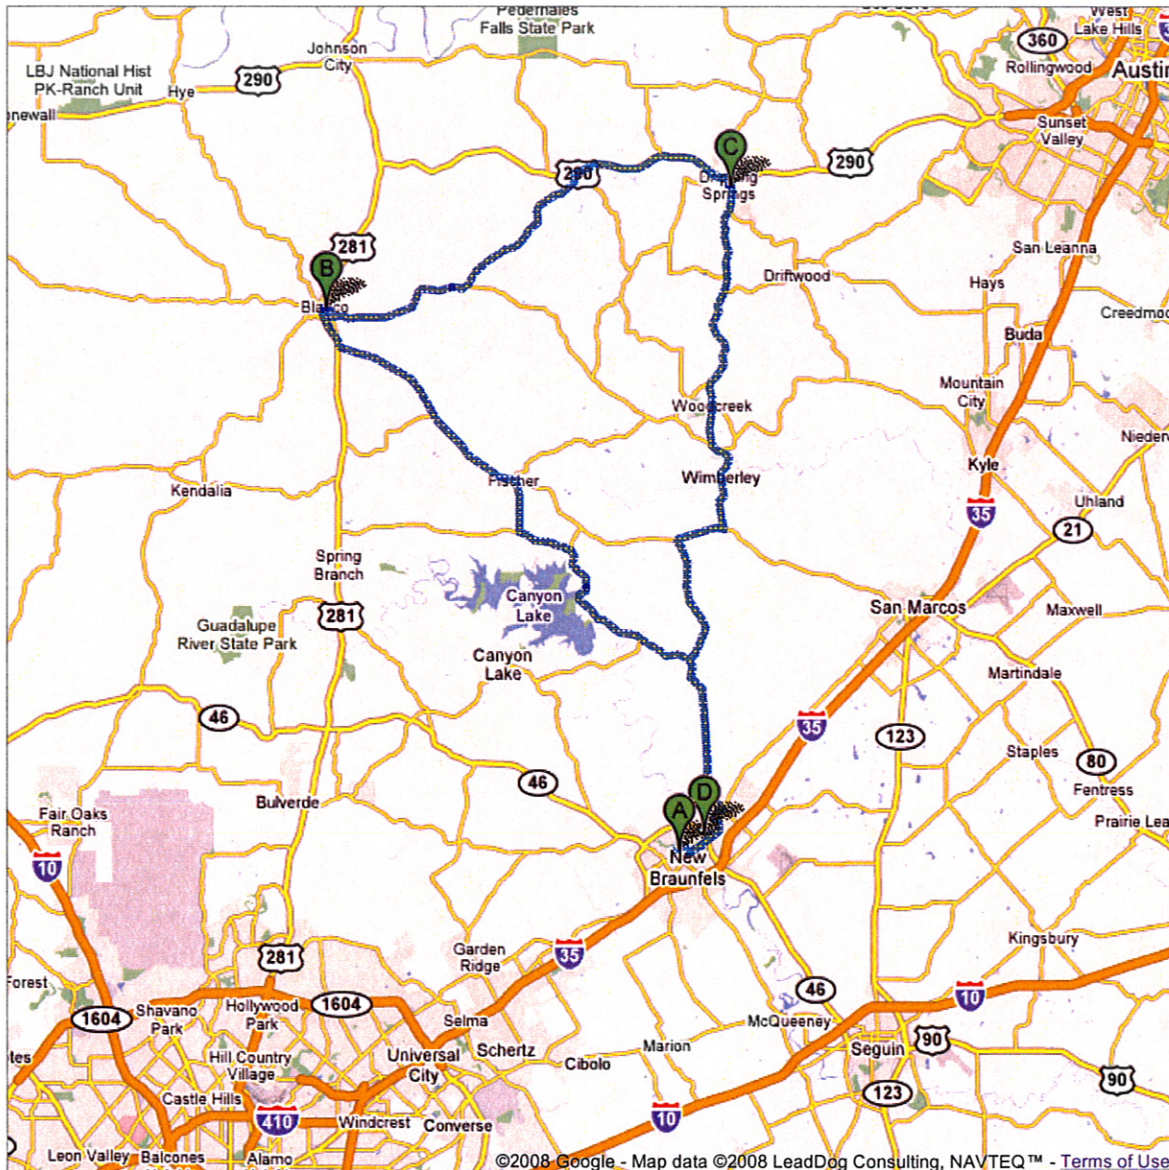 Pedernales
Falls State Park
West
Lake Hills
360
Rollingwood
Austin
Johnson
City
290
LBJ National Hist
PK-Ranch Unit
Hye
onewall
Sunset
Valley
C
290
290
Springs
281
B
San Leanna
Driftwood
Hays
Creedmo
Buda
Mountain
City
Woodcreek
Niederw
Kyle
Fischer
Wimberley
Kendalia
Uhland
35
21
Spring
Branch
Canyon
Lake
San Marcos
Maxwell
281
Guadalupe
River State Park
Canyon
Lake
Martindale
46
35
123
Staples
80
46
Fentress
Bulverde
D
A
Fair Oaks
Ranch
Prairie Lea
10
New
Braunfels
Garden
Ridge
35
Kingsbury
281
Forest
46
10
Shavano
Park
Hollywood
Park
1604
1604
Selma
McQueeney
90
Schertz
Marion
Seguin
Hill Country
Village
Universal
City
Cibolo
90
123
Castle Hills
410
Windcrest
Converse
10
Leon Valley
Balcones
Alamo
©2008 Google - Map data ©2008 LeadDog Consulting, NAVTEQ™ - Terms of Use